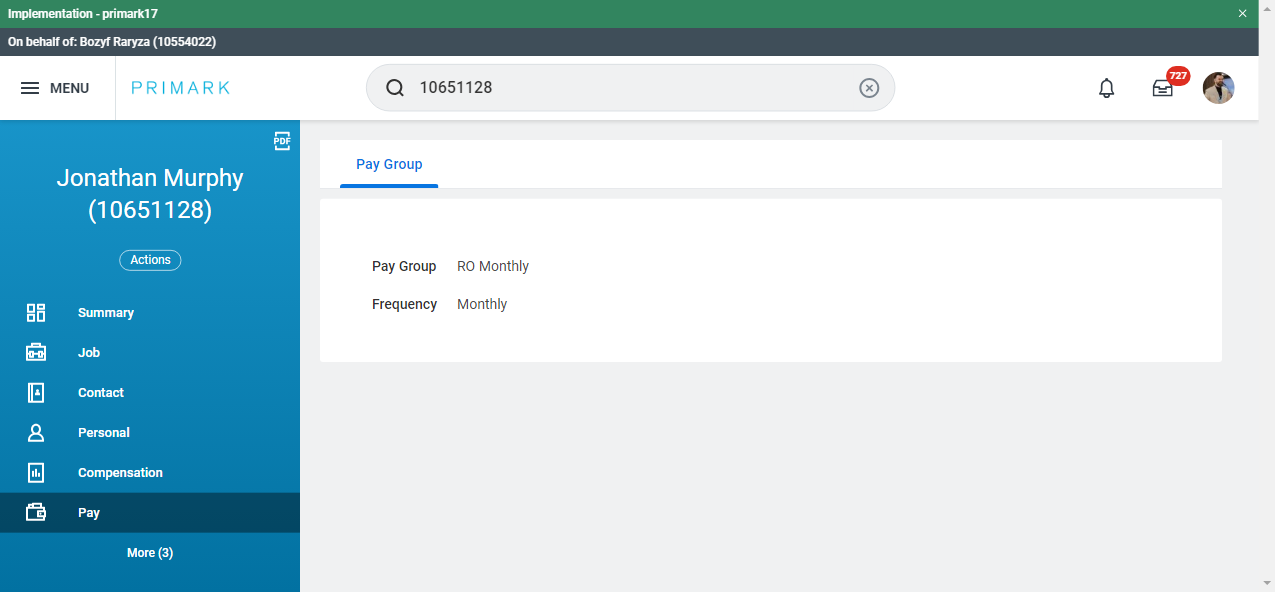 Implementation - primark17
On behalf of: Bozyf Raryza (10554022)
MENU
PRIMARK
10651128
727
PDF
Jonathan Murphy
(10651128)
Actions
Summary
Job
Contact
Personal
Compensation
Pay
More (3)
Pay Group
Pay Group RO Monthly
Frequency Monthly